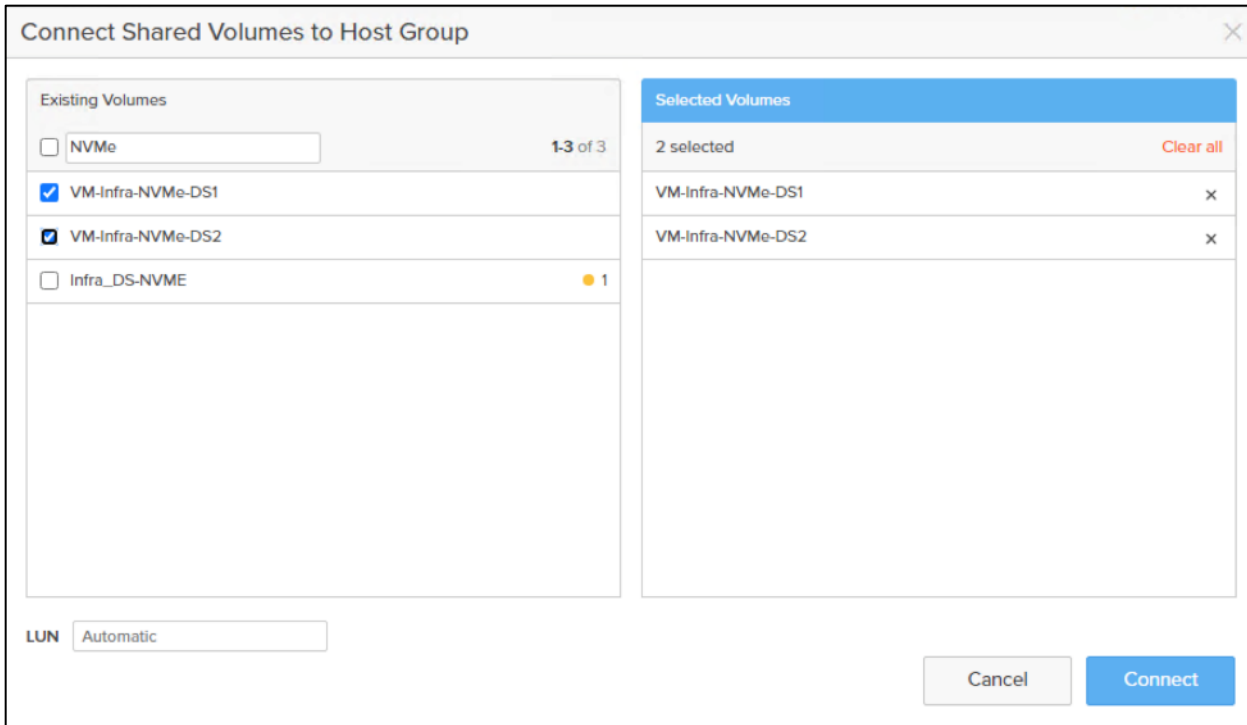 Connect Shared Volumes to Host Group
Existing Volumes
NVMe 1-3 of 3
VM-Infra-NVMe-DS1
VM-Infra-NVMe-DS2
Infra_DS-NVME 1
Selected Volumes
2 selected Clear all
VM-Infra-NVMe-DS1
VM-Infra-NVMe-DS2
LUN Automatic
Cancel Connect